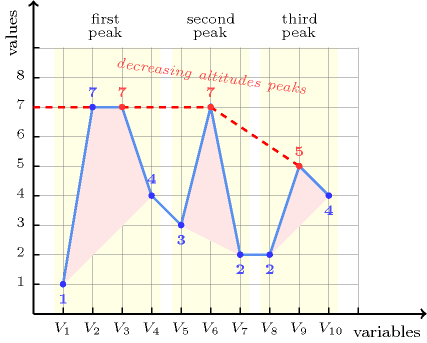 first second third
peak peak peak
values
decreasing altitudes peaks
8
7 7 7
7
6
5
5
4 4
4
3
3
2 2
2
1
1
V1 V2 V3 V4 V5 V6 V7 V8 V9 V10
variables